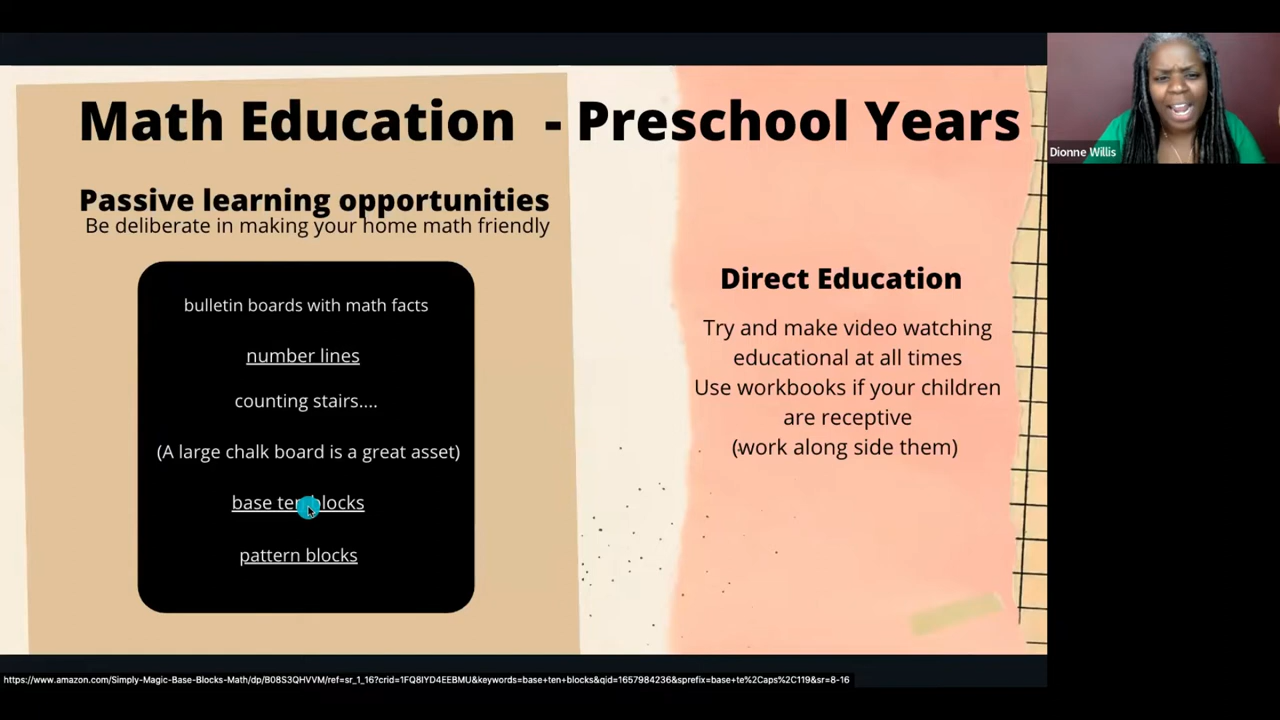 Math Education - Preschool Years
Passive learning opportunities
Be deliberate in making your home math friendly
bulletin boards with math facts
number lines
counting stairs....
(A large chalk board is a great asset)
base ten blocks
pattern blocks
Direct Education
Try and make video watching
educational at all times
Use workbooks if your children
are receptive
(work along side them)
Dionne Willis
https://www.amazon.com/Simply-Magic-Base-Blocks-Math/dp/B08S3QHVVM/ref=sr_1_16?crid=1FQ8IYD4EEBMU&keywords=base+ten+blocks&qid=1657984236&sprefix=base+te%2Caps%2C119&sr=8-16